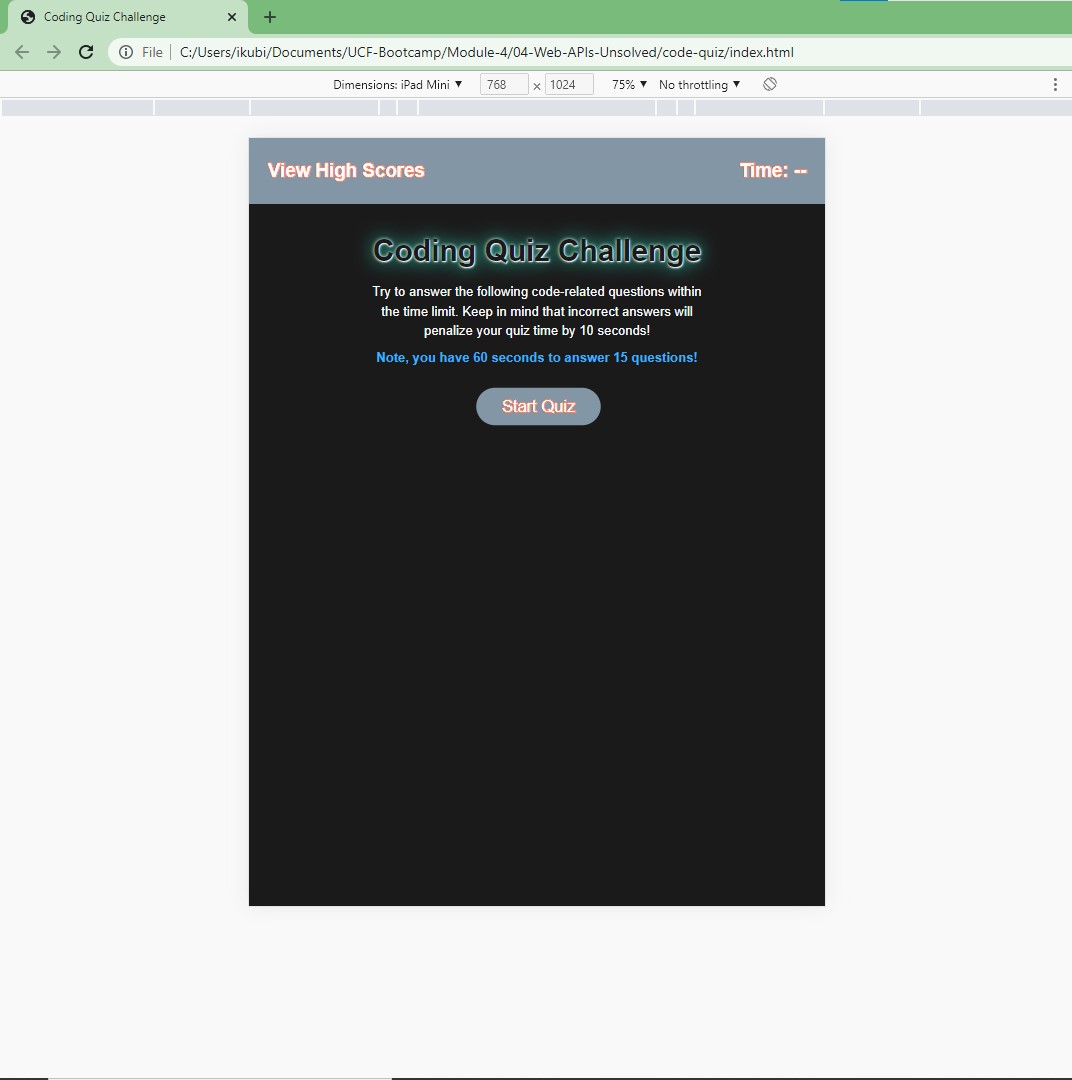 Coding Quiz Challenge
File C:/Users/ikubi/Documents/UCF-Bootcamp/Module-4/04-Web-APIs-Unsolved/code-quiz/index.html
Dimensions: iPad Mini ▼ 768 x 1024 75% ▼ No throttling ▼
View High Scores Time: --
Coding Quiz Challenge
Try to answer the following code-related questions within
the time limit. Keep in mind that incorrect answers will
penalize your quiz time by 10 seconds!
Note, you have 60 seconds to answer 15 questions!
Start Quiz